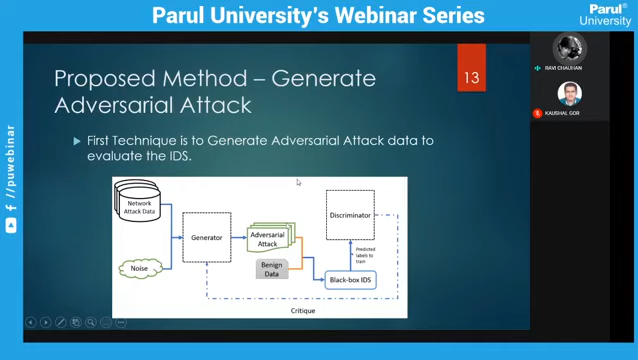 Parul University's Webinar Series
Parul®
University
Proposed Method – Generate
Adversarial Attack
13
First Technique is to Generate Adversarial Attack data to
evaluate the IDS.
Network
Attack Data
Noise
Generator
Adversarial
Attack
Benign
Data
Discriminator
Predicted
labels to
train
Black-box IDS
Critique
RAVI CHAUHAN
KAUSHAL GOR
/puwebinar